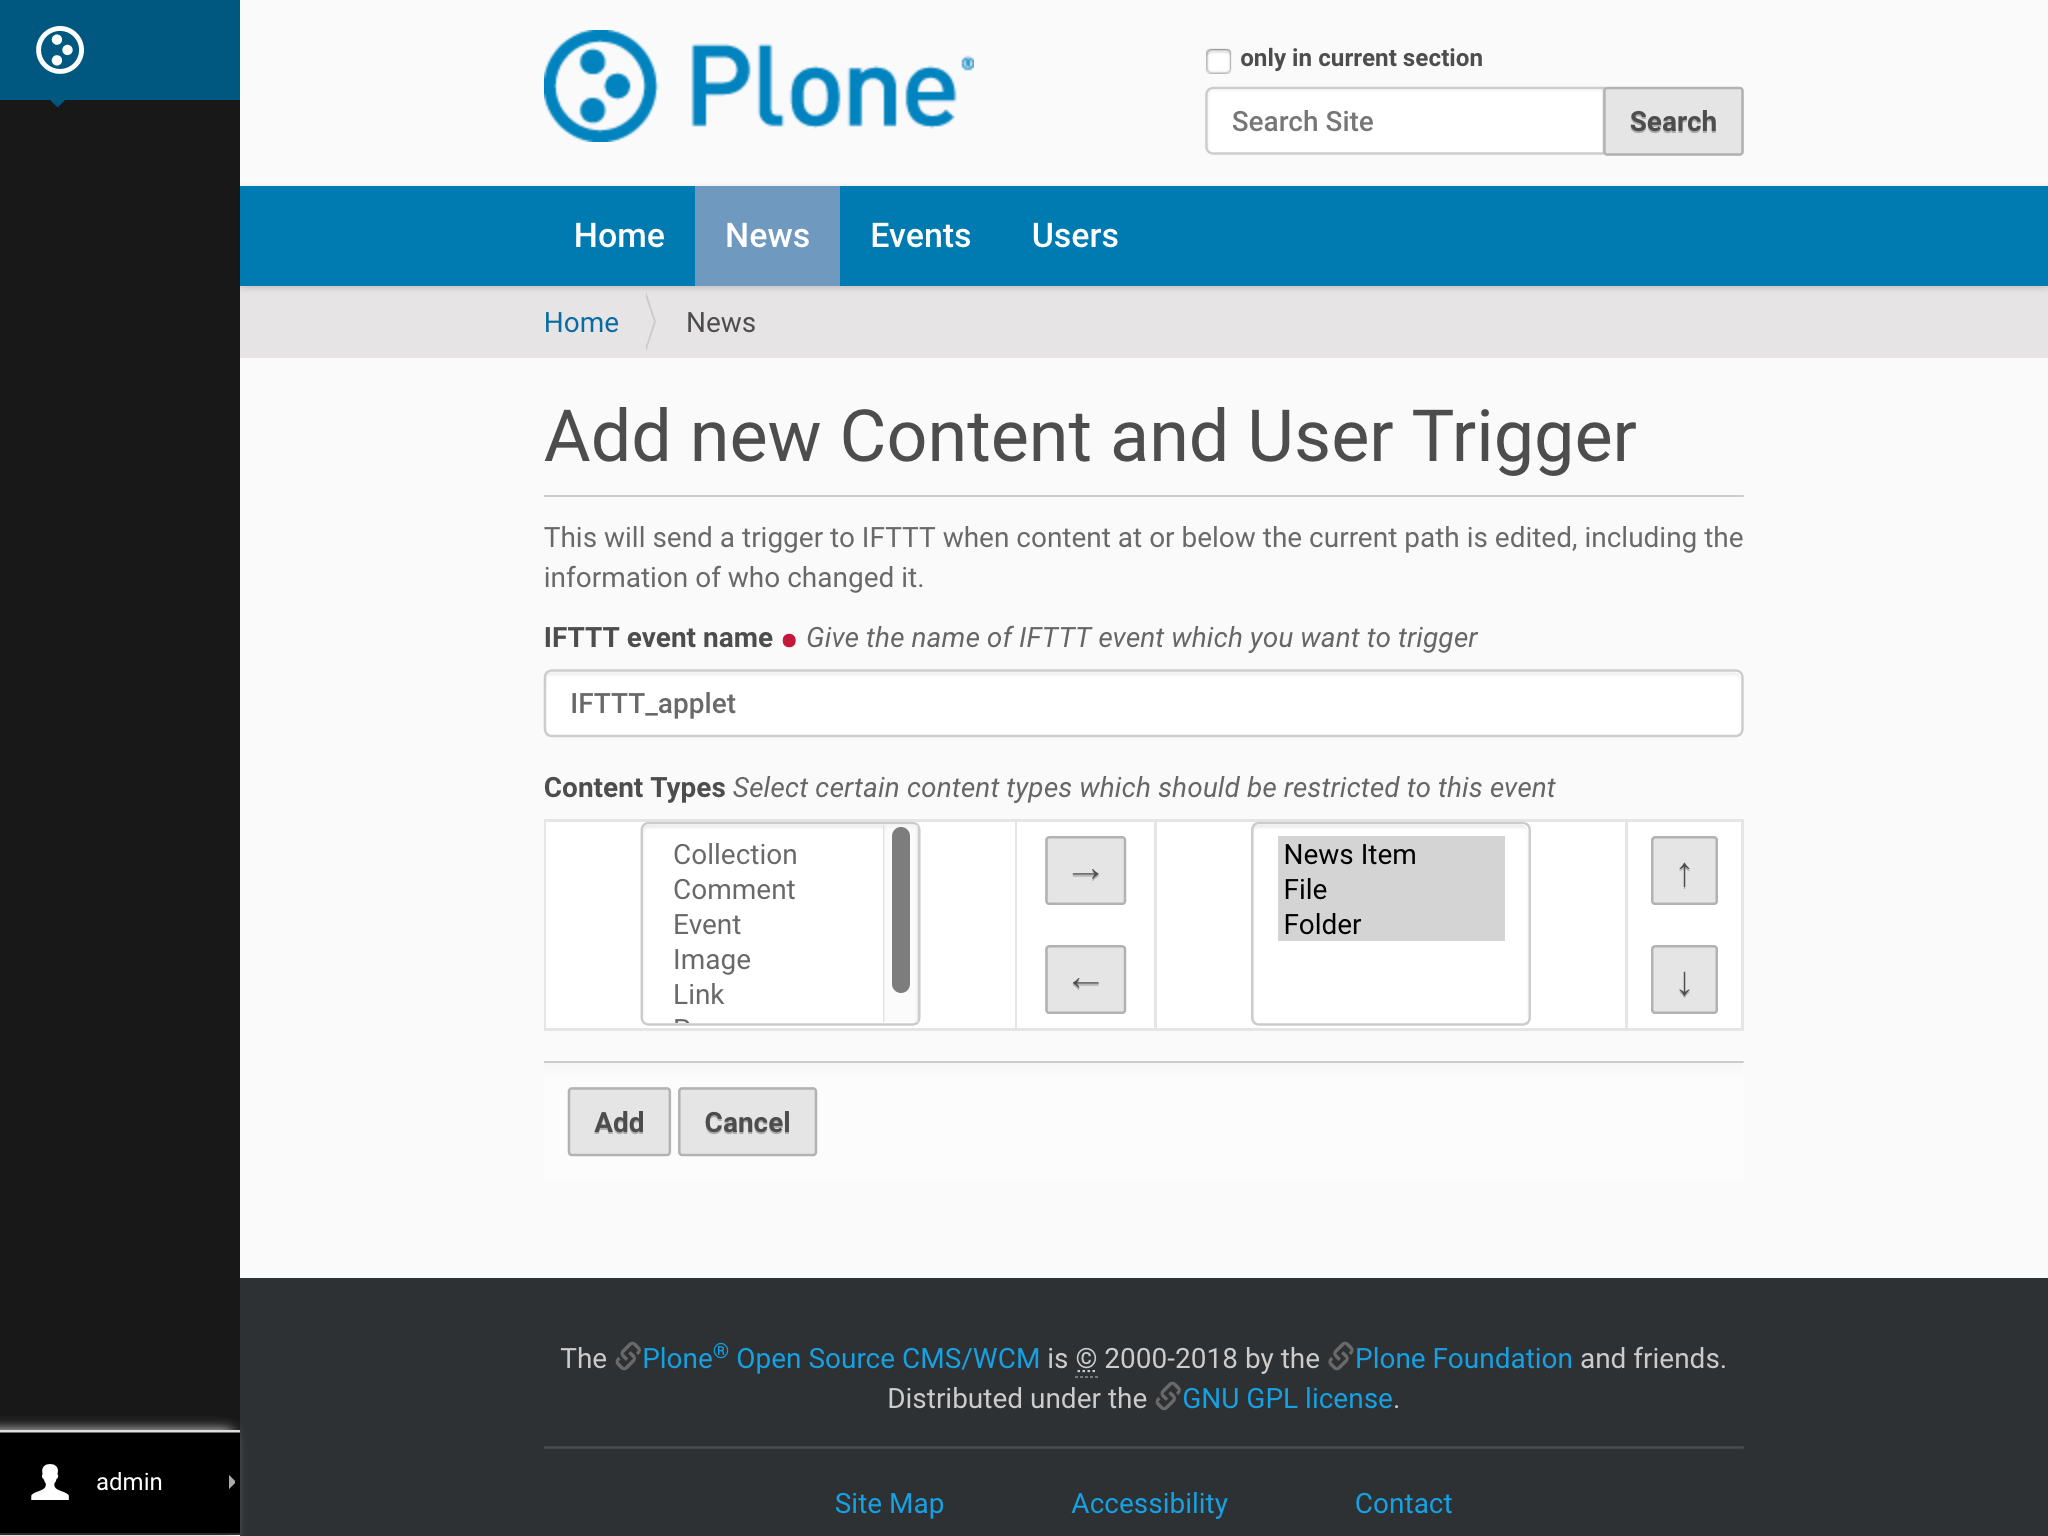 Plone®
only in current section
Search Site
Search
Home News Events Users
Home News
Add new Content and User Trigger
This will send a trigger to IFTTT when content at or below the current path is edited, including the
information of who changed it.
IFTTT event name • Give the name of IFTTT event which you want to trigger
IFTTT_applet
Content Types Select certain content types which should be restricted to this event
Collection
Comment
Event
Image
Link
→
←
News Item
File
Folder
↑
↓
Add Cancel
The Plone® Open Source CMS/WCM is © 2000-2018 by the Plone Foundation and friends.
Distributed under the GNU GPL license.
admin
Site Map Accessibility Contact